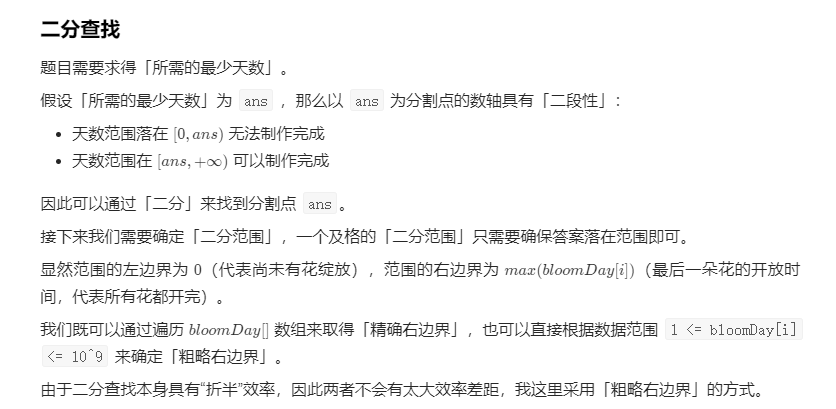 二分查找
题目需要求得「所需的最少天数」。
假设「所需的最少天数」为 ans ，那么以 ans 为分割点的数轴具有「二段性」：
• 天数范围落在 [0, ans) 无法制作完成
• 天数范围在 [ans, +∞) 可以制作完成
因此可以通过「二分」来找到分割点 ans 。
接下来我们需要确定「二分范围」，一个及格的「二分范围」只需要确保答案落在范围即可。
显然范围的左边界为 0（代表尚未有花绽放），范围的右边界为 max(bloomDay[i])（最后一朵花的开放时
间，代表所有花都开完）。
我们既可以通过遍历 bloomDay[] 数组来取得「精确右边界」，也可以直接根据数据范围 1 <= bloomDay[i]
<= 10^9 来确定「粗略右边界」。
由于二分查找本身具有“折半”效率，因此两者不会有太大效率差距，我这里采用「粗略右边界」的方式。